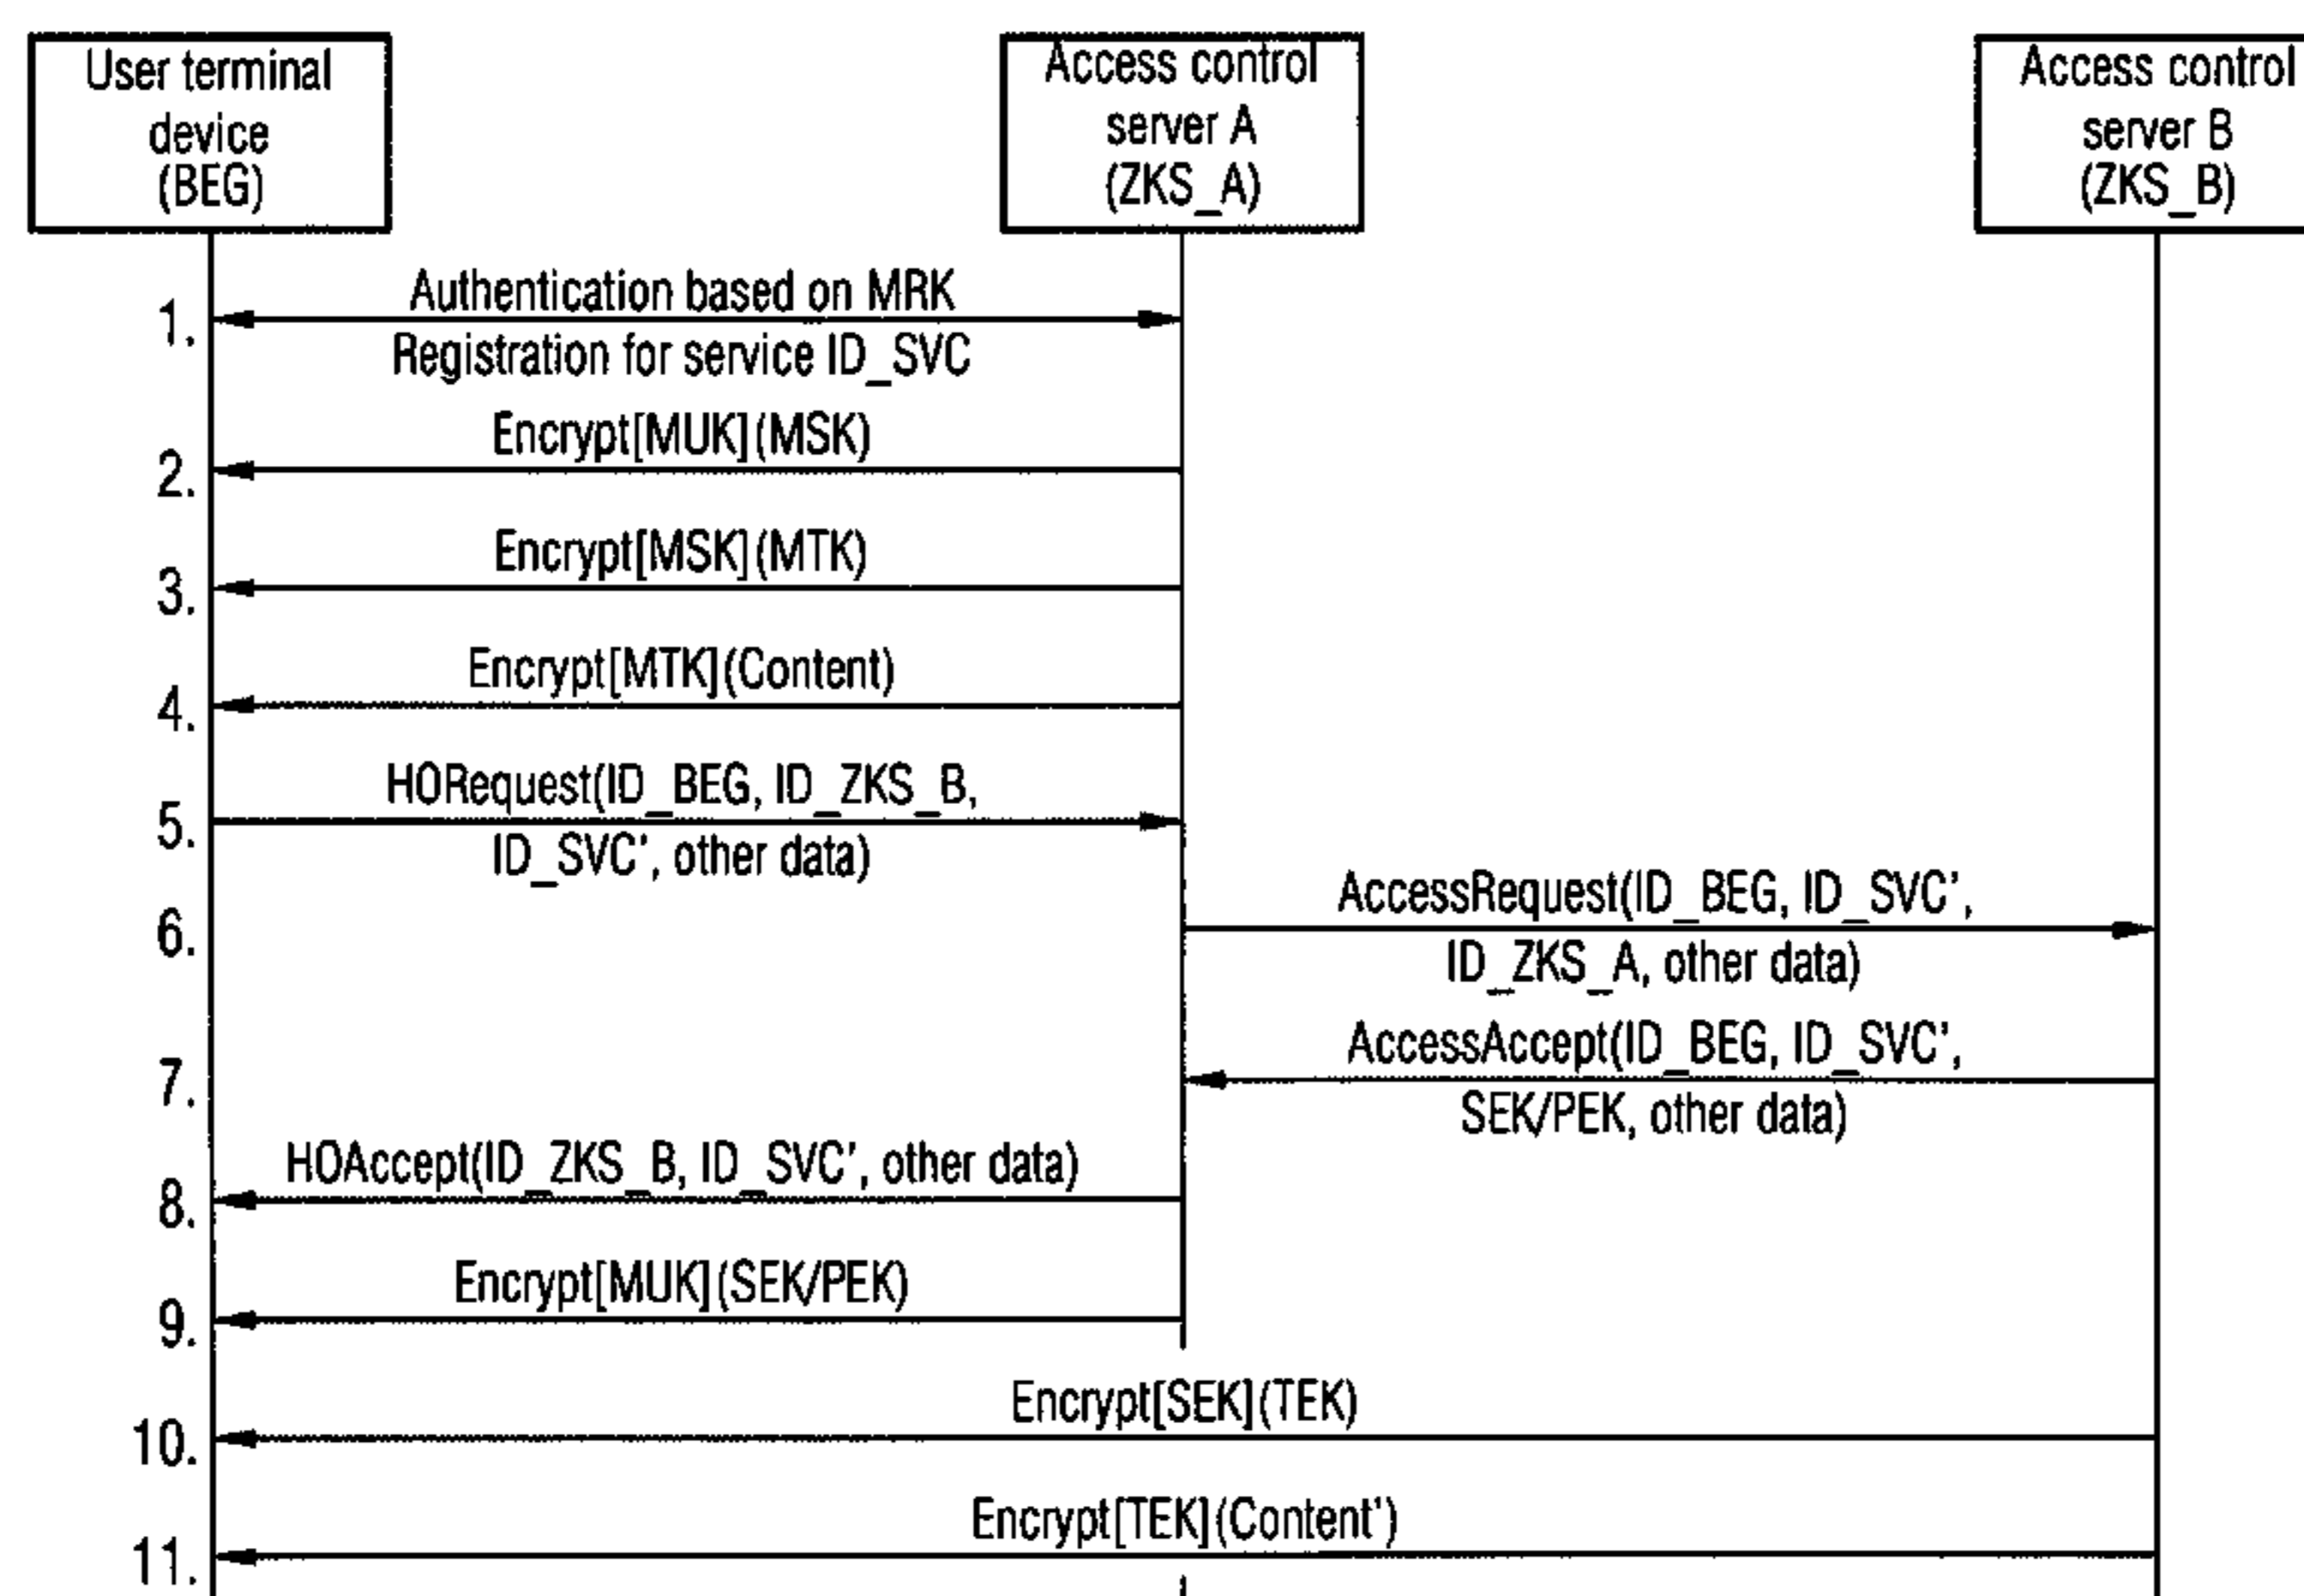 User terminal
device
(BEG)
Access control
server A
(ZKS_A)
Access control
server B
(ZKS_B)
1.
Authentication based on MRK
Registration for service ID_SVC
2.
Encrypt[MUK](MSK)
3.
Encrypt[MSK](MTK)
4.
Encrypt[MTK](Content)
5.
HORequest(ID_BEG, ID_ZKS_B,
ID_SVC', other data)
6.
AccessRequest(ID_BEG, ID_SVC',
ID_ZKS_A, other data)
7.
AccessAccept(ID_BEG, ID_SVC',
SEK/PEK, other data)
8.
HOAccept(ID_ZKS_B, ID_SVC', other data)
9.
Encrypt[MUK](SEK/PEK)
10.
Encrypt[SEK](TEK)
11.
Encrypt[TEK](Content')